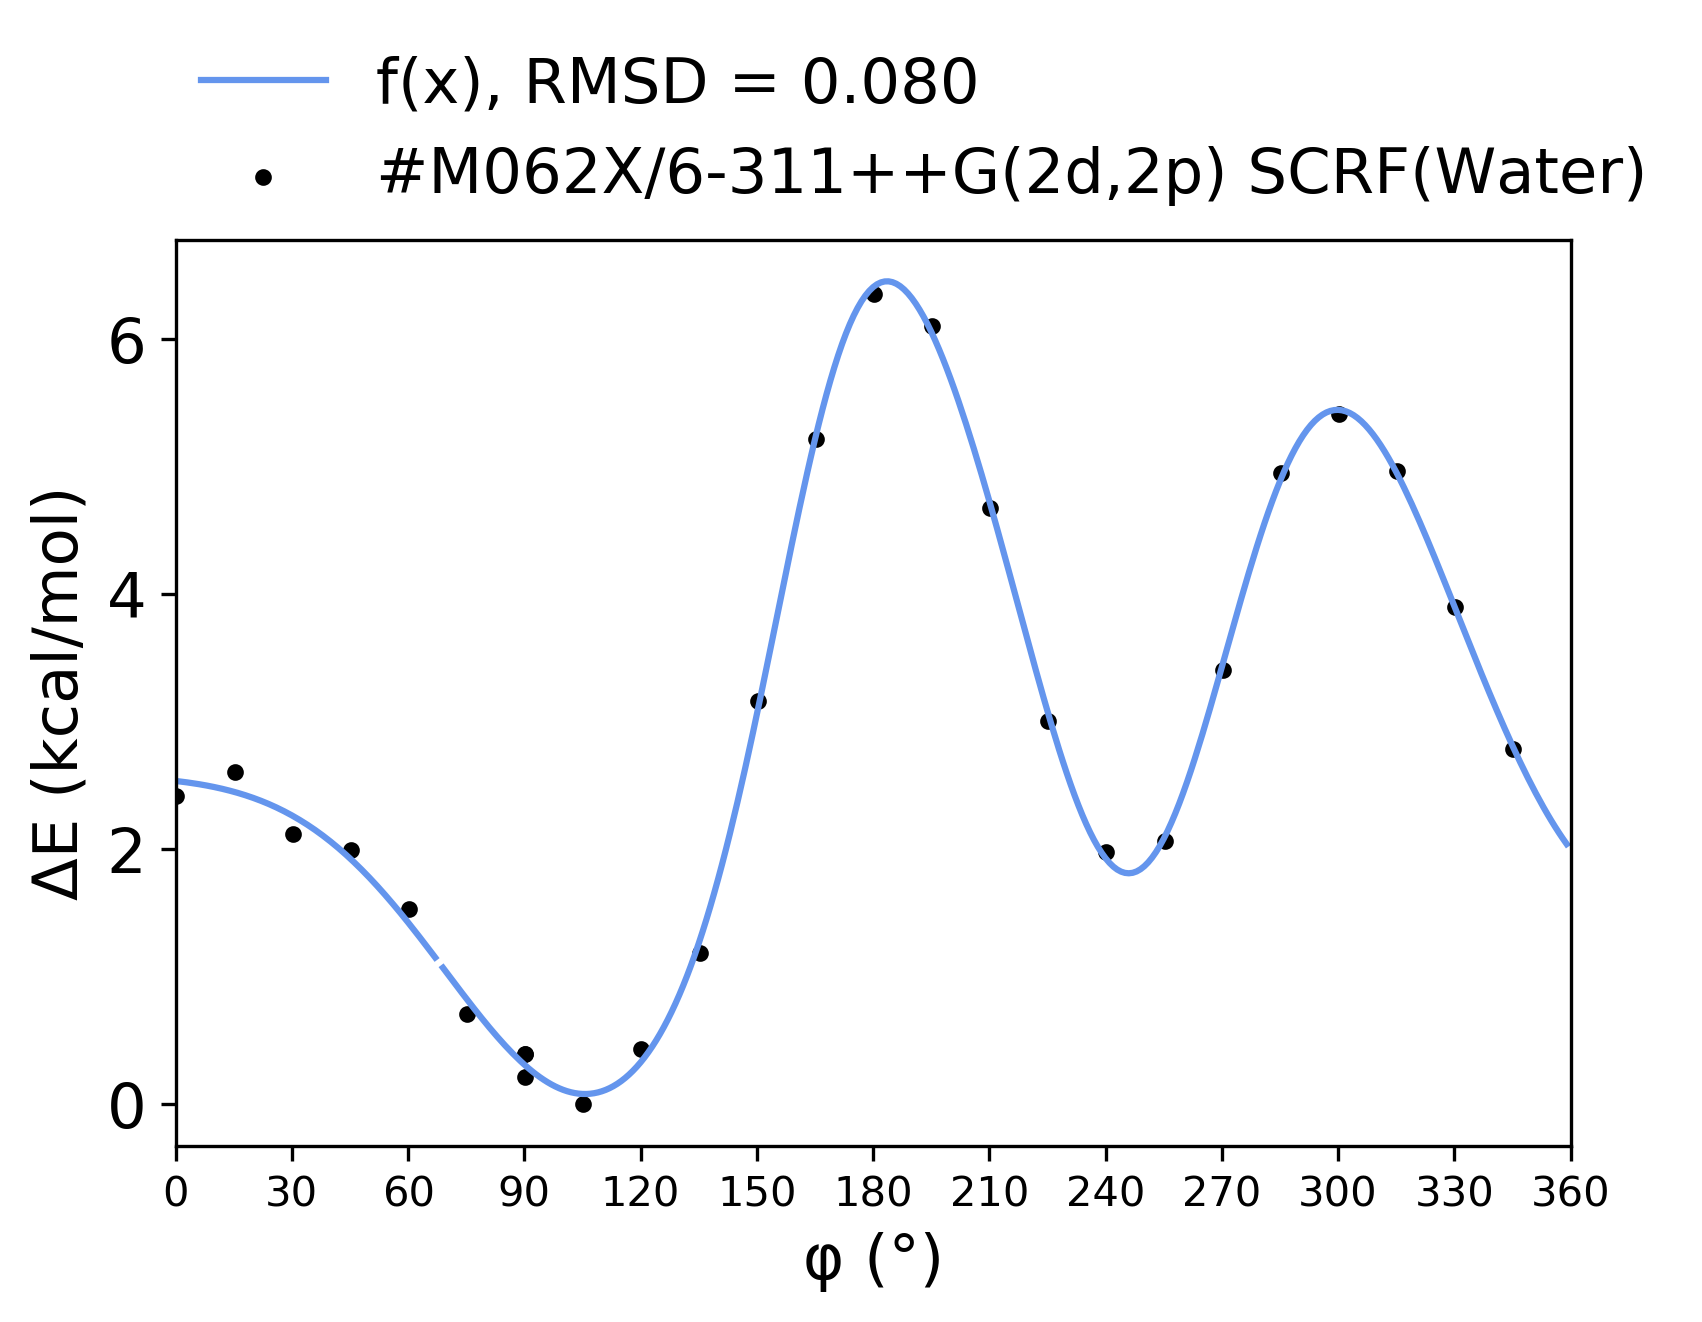 f(x), RMSD = 0.080
#M062X/6-311++G(2d,2p) SCRF(Water)
6
4
2
0
ΔE (kcal/mol)
0 30 60 90 120 150 180 210 240 270 300 330 360
φ (°)